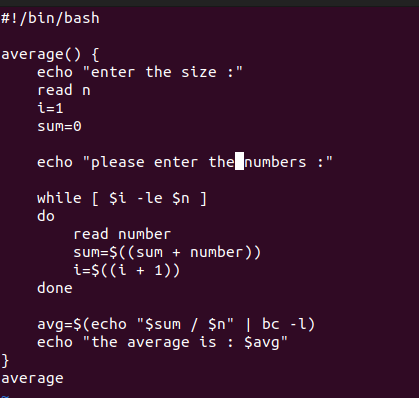 #!/bin/bash

average() {
    echo "enter the size :"
    read n
    i=1
    sum=0

    echo "please enter the numbers :"

    while [ $i -le $n ]
    do
        read number
        sum=$((sum + number))
        i=$((i + 1))
    done

    avg=$(echo "$sum / $n" | bc -l)
    echo "the average is : $avg"
}
average
~